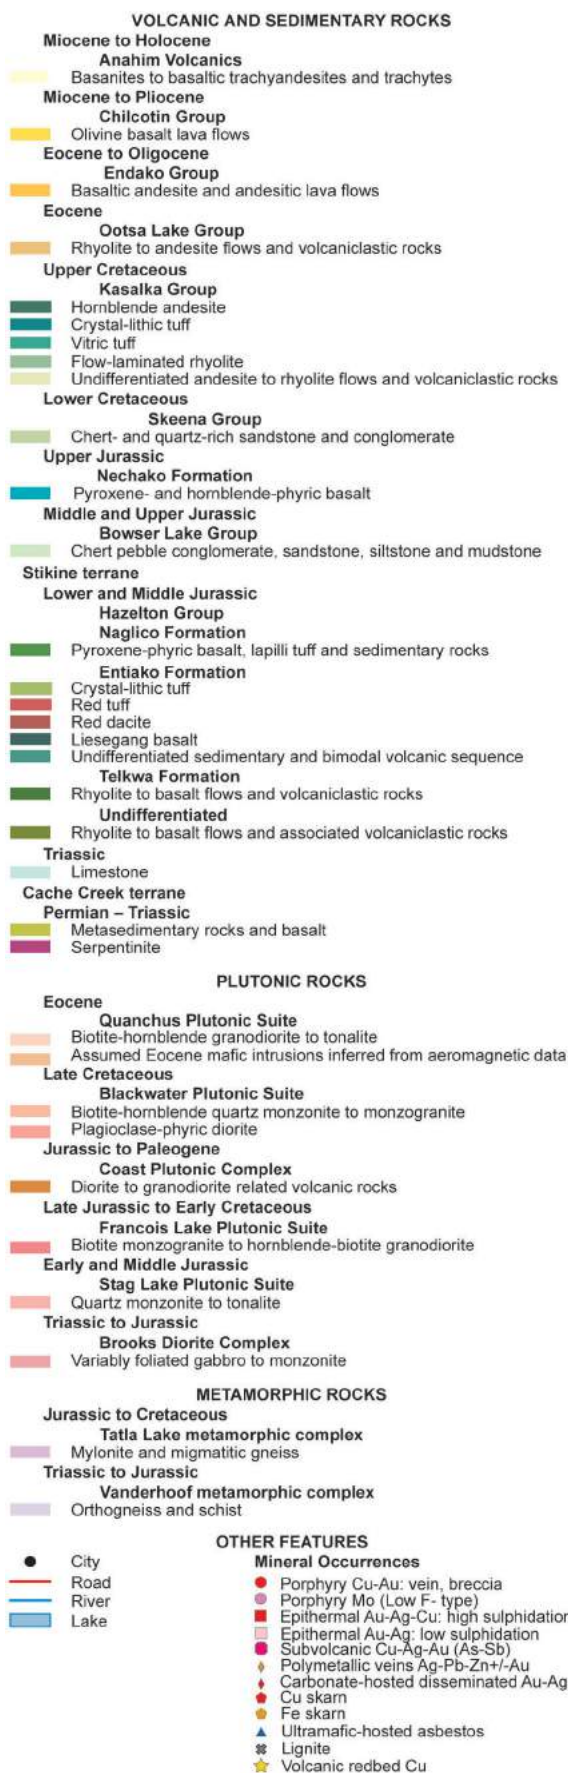 VOLCANIC AND SEDIMENTARY ROCKS
Miocene to Holocene
Anahim Volcanics
Basanites to basaltic trachyandesites and trachytes
Miocene to Pliocene
Chilcotin Group
Olivine basalt lava flows
Eocene to Oligocene
Endako Group
Basaltic andesite and andesitic lava flows
Eocene
Ootsa Lake Group
Rhyolite to andesite flows and volcaniclastic rocks
Upper Cretaceous
Kasalka Group
Hornblende andesite
Crystal-lithic tuff
Vitric tuff
Flow-laminated rhyolite
Undifferentiated andesite to rhyolite flows and volcaniclastic rocks
Lower Cretaceous
Skeena Group
Chert- and quartz-rich sandstone and conglomerate
Upper Jurassic
Nechako Formation
Pyroxene- and hornblende-phyric basalt
Middle and Upper Jurassic
Bowser Lake Group
Chert pebble conglomerate, sandstone, siltstone and mudstone
Stikine terrane
Lower and Middle Jurassic
Hazelton Group
Naglico Formation
Pyroxene-phyric basalt, lapilli tuff and sedimentary rocks
Entiako Formation
Crystal-lithic tuff
Red tuff
Red dacite
Liesegang basalt
Undifferentiated sedimentary and bimodal volcanic sequence
Telkwa Formation
Rhyolite to basalt flows and volcaniclastic rocks
Undifferentiated
Rhyolite to basalt flows and associated volcaniclastic rocks
Triassic
Limestone
Cache Creek terrane
Permian – Triassic
Metasedimentary rocks and basalt
Serpentinite
PLUTONIC ROCKS
Eocene
Quanchus Plutonic Suite
Biotite-hornblende granodiorite to tonalite
Assumed Eocene mafic intrusions inferred from aeromagnetic data
Late Cretaceous
Blackwater Plutonic Suite
Biotite-hornblende quartz monzonite to monzogranite
Plagioclase-phyric diorite
Jurassic to Paleogene
Coast Plutonic Complex
Diorite to granodiorite related volcanic rocks
Late Jurassic to Early Cretaceous
Francois Lake Plutonic Suite
Biotite monzogranite to hornblende-biotite granodiorite
Early and Middle Jurassic
Stag Lake Plutonic Suite
Quartz monzonite to tonalite
Triassic to Jurassic
Brooks Diorite Complex
Variably foliated gabbro to monzonite
METAMORPHIC ROCKS
Jurassic to Cretaceous
Tatla Lake metamorphic complex
Mylonite and migmatitic gneiss
Triassic to Jurassic
Vanderhoof metamorphic complex
Orthogneiss and schist
OTHER FEATURES
City
Road
River
Lake
Mineral Occurrences
Porphyry Cu-Au: vein, breccia
Porphyry Mo (Low F- type)
Epithermal Au-Ag-Cu: high sulphidation
Epithermal Au-Ag: low sulphidation
Subvolcanic Cu-Ag-Au (As-Sb)
Polymetallic veins Ag-Pb-Zn+/-Au
Carbonate-hosted disseminated Au-Ag
Cu skarn
Fe skarn
Ultramafic-hosted asbestos
Lignite
Volcanic redbed Cu